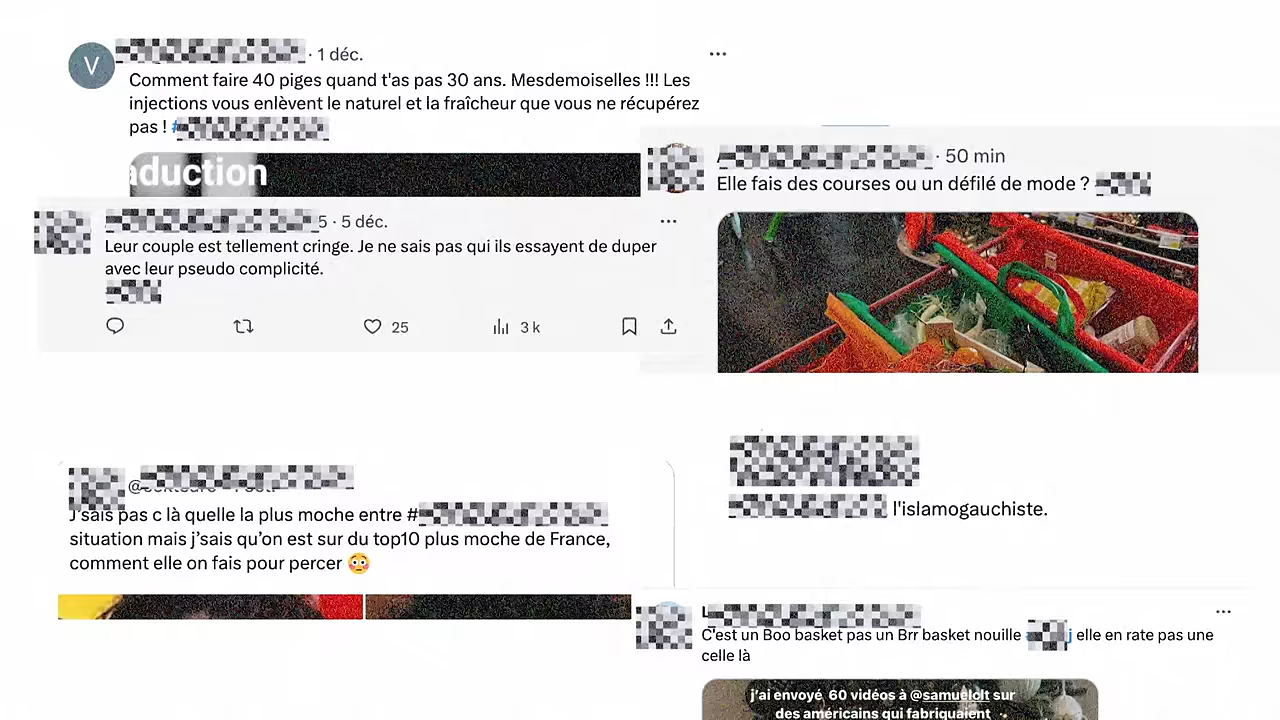 V
· 1 déc.
Comment faire 40 piges quand t'as pas 30 ans. Mesdemoiselles !!! Les
injections vous enlèvent le naturel et la fraîcheur que vous ne récupérez
pas ! #
aduction
5 · 5 déc.
Leur couple est tellement cringe. Je ne sais pas qui ils essayent de duper
avec leur pseudo complicité.
25
3 k
· 50 min
Elle fais des courses ou un défilé de mode ?
J'sais pas c là quelle la plus moche entre #
situation mais j'sais qu'on est sur du top10 plus moche de France,
comment elle on fais pour percer 😳
l'islamogauchiste.
C'est un Boo basket pas un Brr basket nouille j elle en rate pas une
celle là
j'ai envoyé 60 vidéos à @samuelolt sur
des américains qui fabriquaient